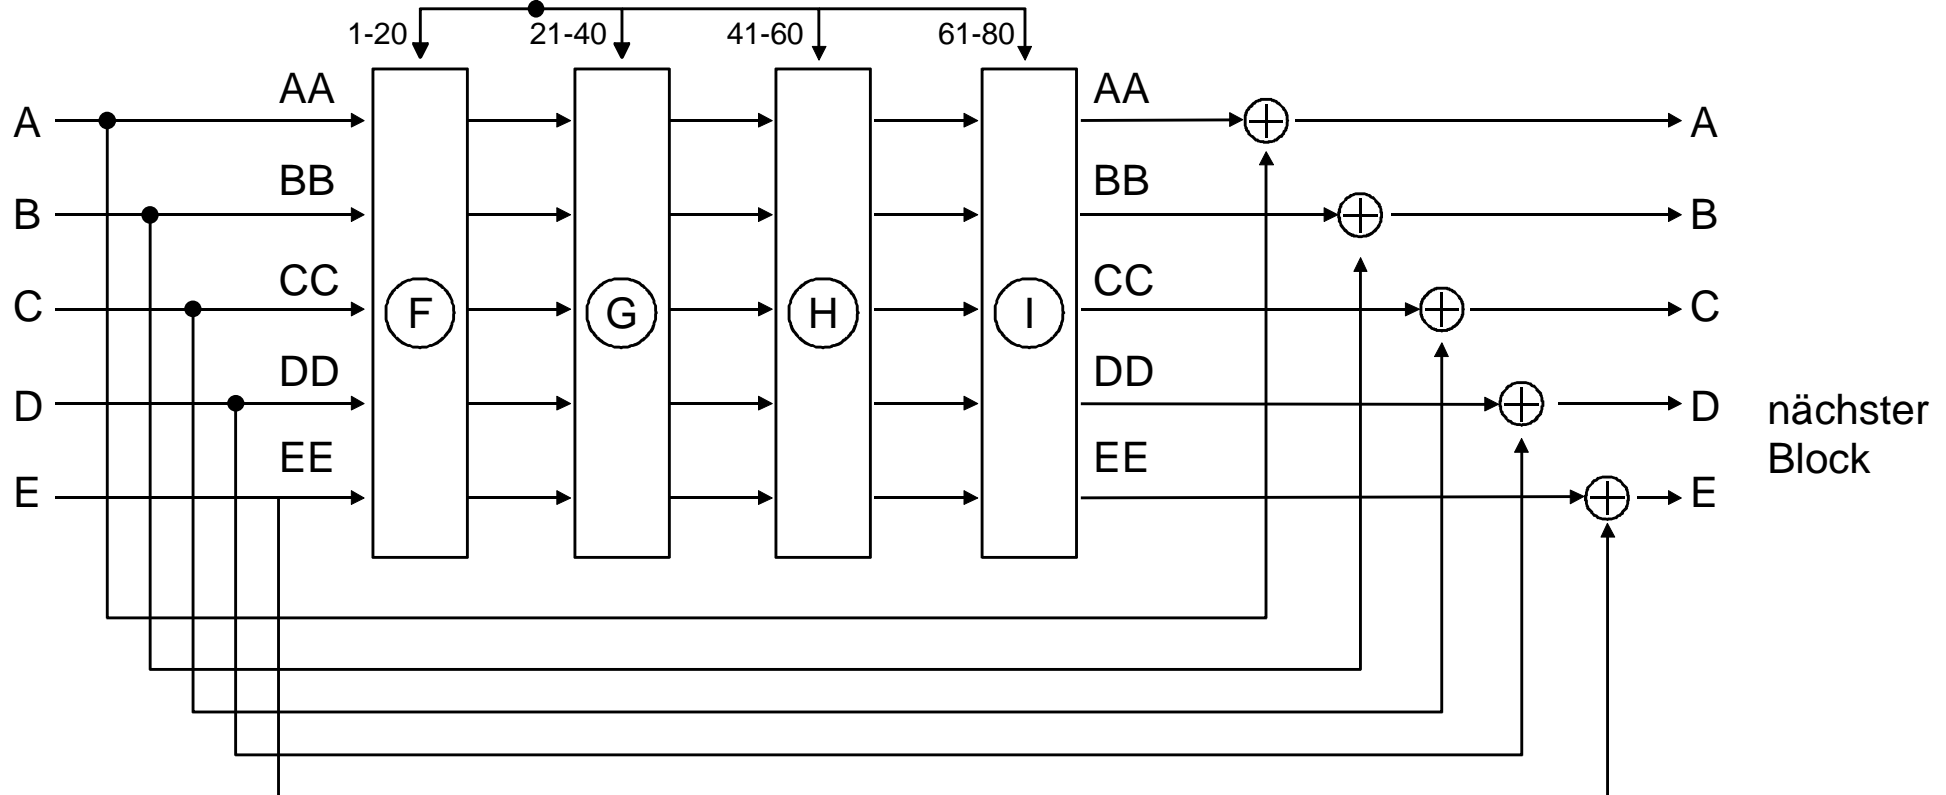 1-20 21-40 41-60 61-80
AA AA
A A
BB BB
B B
CC CC
C F G H I C
DD DD
D D nächster
Block
EE EE
E E